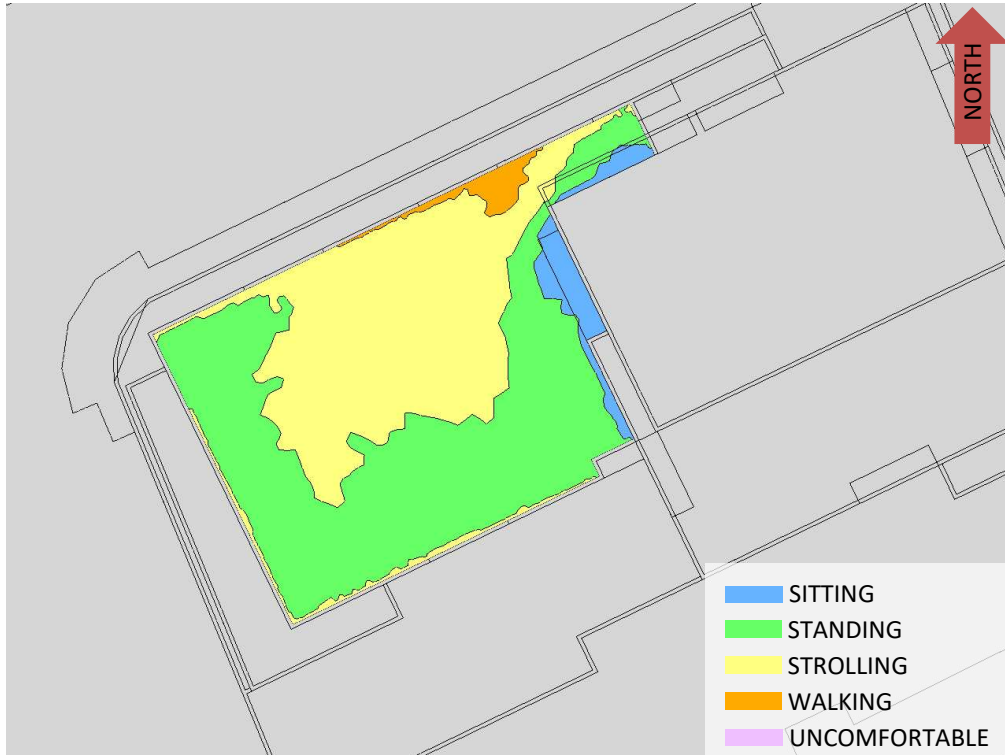 NORTH
SITTING
STANDING
STROLLING
WALKING
UNCOMFORTABLE